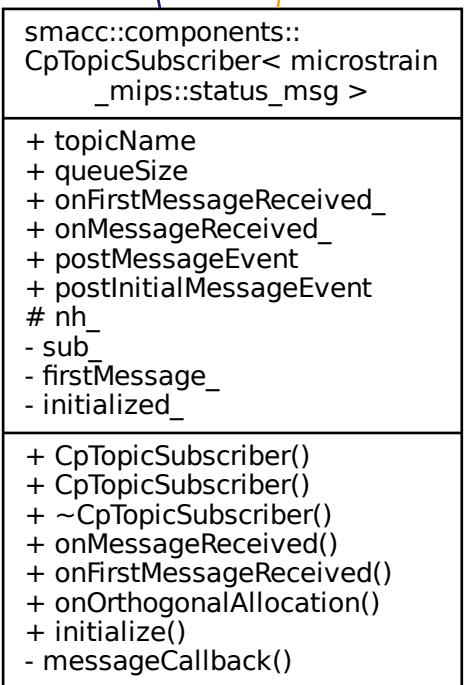 smacc::components::
CpTopicSubscriber< microstrain
_mips::status_msg >
+ topicName
+ queueSize
+ onFirstMessageReceived_
+ onMessageReceived_
+ postMessageEvent
+ postInitialMessageEvent
# nh_
- sub_
- firstMessage_
- initialized_
+ CpTopicSubscriber()
+ CpTopicSubscriber()
+ ~CpTopicSubscriber()
+ onMessageReceived()
+ onFirstMessageReceived()
+ onOrthogonalAllocation()
+ initialize()
- messageCallback()